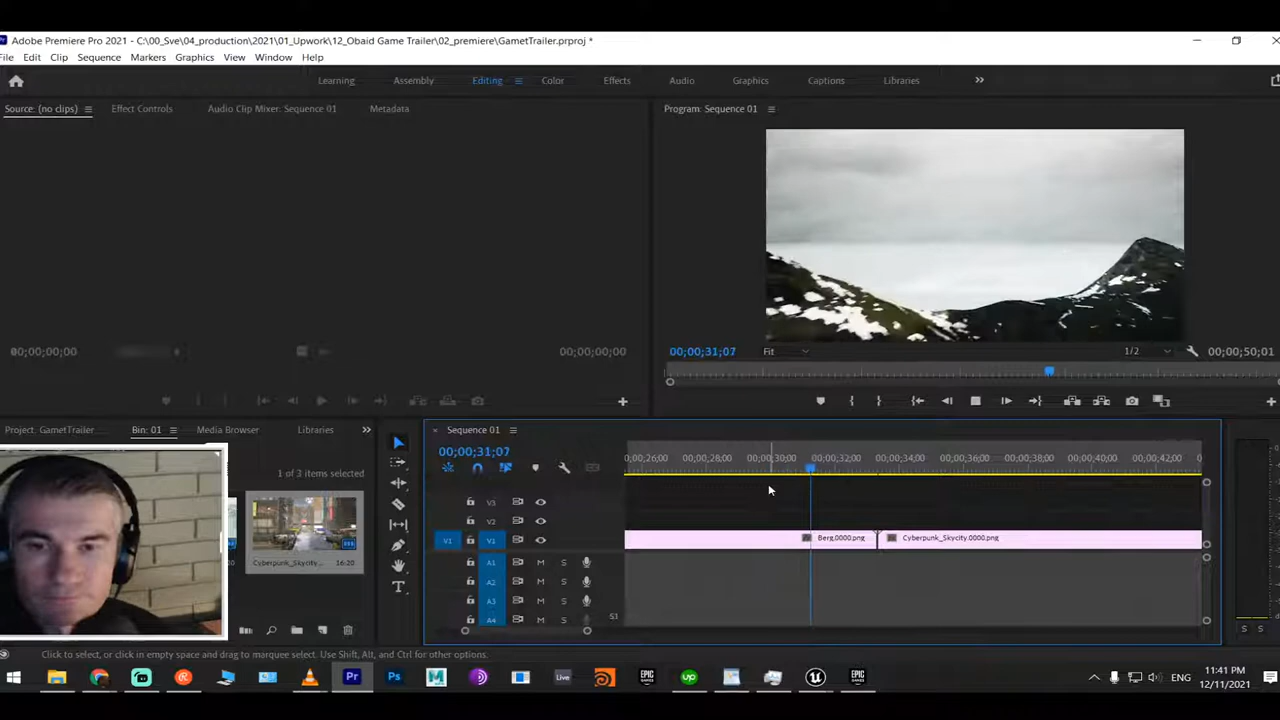 Adobe Premiere Pro 2021 - C:\00_Sve\04_production\2021\01_Upwork\12_Obaid Game Trailer\02_premiere\GametTrailer.prproj *
File Edit Clip Sequence Markers Graphics View Window Help
Learning Assembly Editing Color Effects Audio Graphics Captions Libraries
Source: (no clips) Effect Controls Audio Clip Mixer: Sequence 01 Metadata
Program: Sequence 01
00;00;00;00 00;00;00;00
00;00;31;07 Fit 1/2 00;00;50;01
Project: GametTrailer Bin: 01 Media Browser Libraries
1 of 3 items selected
Cyberpunk_Skycity... 16:20
× Sequence 01
00;00;31;07
00;00;26;00 00;00;28;00 00;00;30;00 00;00;32;00 00;00;34;00 00;00;36;00 00;00;38;00 00;00;40;00 00;00;42;00
V3
V2
V1 V1 Berg.0000.png Cyberpunk_Skycity.0000.png
A1 M S
A2 M S
A3 M S
A4 M S
S1
S S
Click to select, or click in empty space and drag to marquee select. Use Shift, Alt, and Ctrl for other options.
Pr Ps M Live EPIC GAMES up EPIC GAMES
ENG
11:41 PM
12/11/2021